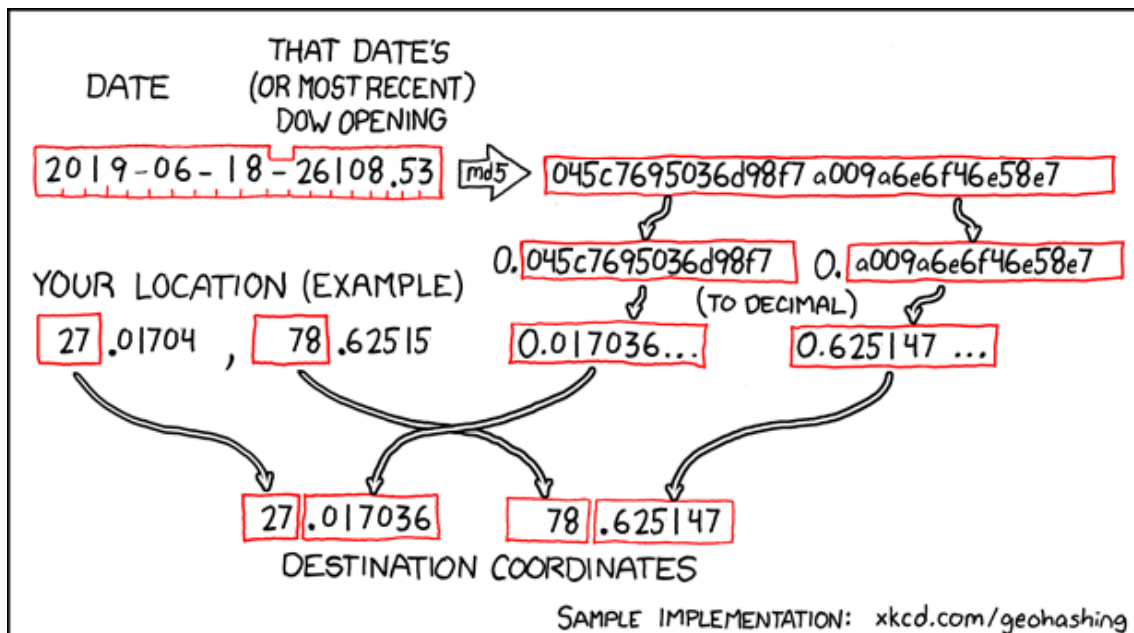 DATE
THAT DATE'S
(OR MOST RECENT)
DOW OPENING
2019-06-18-26108.53
md5
045c7695036d98f7a009a6e6f46e58e7
0.045c7695036d98f7
0.a009a6e6f46e58e7
YOUR LOCATION (EXAMPLE)
(TO DECIMAL)
27.01704, 78.62515
0.017036...
0.625147...
27.017036
78.625147
DESTINATION COORDINATES
SAMPLE IMPLEMENTATION: xkcd.com/geohashing